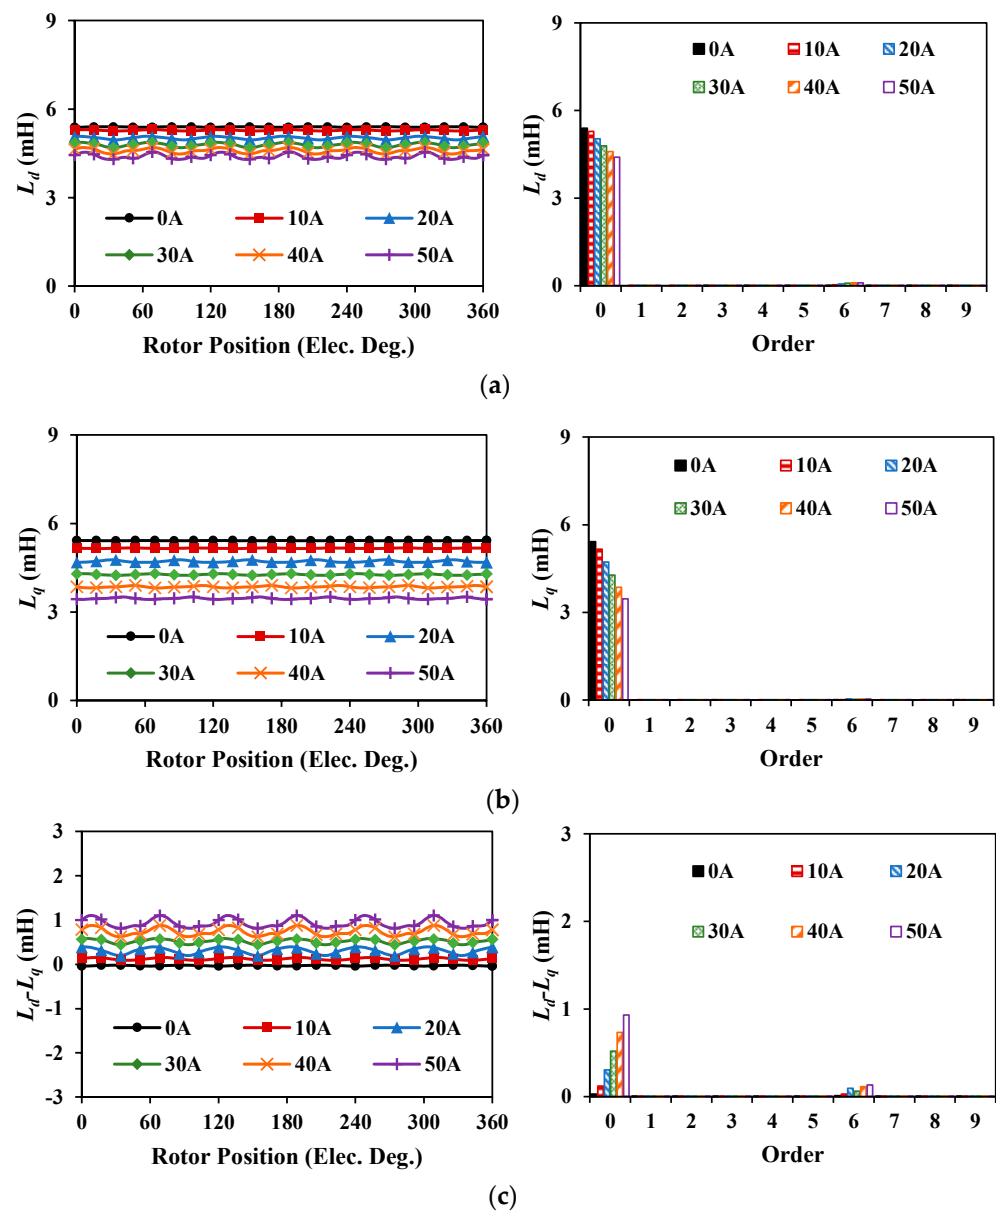 9
6
3
0
L_d (mH)
0A 10A 20A
30A 40A 50A
0 60 120 180 240 300 360
Rotor Position (Elec. Deg.)
9
6
3
0
L_d (mH)
0A 10A 20A
30A 40A 50A
0 1 2 3 4 5 6 7 8 9
Order
(a)
9
6
3
0
L_q (mH)
0A 10A 20A
30A 40A 50A
0 60 120 180 240 300 360
Rotor Position (Elec. Deg.)
9
6
3
0
L_q (mH)
0A 10A 20A
30A 40A 50A
0 1 2 3 4 5 6 7 8 9
Order
(b)
3
2
1
0
-1
-2
-3
L_d-L_q (mH)
0A 10A 20A
30A 40A 50A
0 60 120 180 240 300 360
Rotor Position (Elec. Deg.)
3
2
1
0
L_d-L_q (mH)
0A 10A 20A
30A 40A 50A
0 1 2 3 4 5 6 7 8 9
Order
(c)